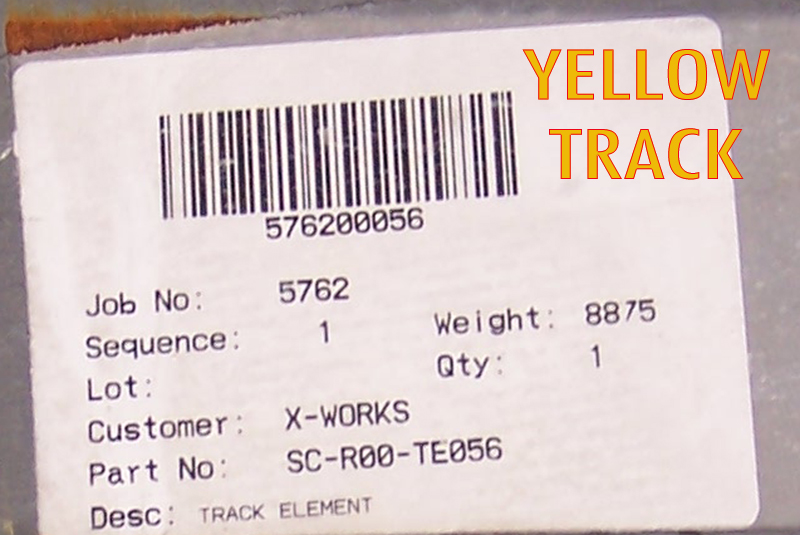 YELLOW
TRACK
576200056
Job No: 5762
Sequence: 1 Weight: 8875
Lot: Qty: 1
Customer: X-WORKS
Part No: SC-R00-TE056
Desc: TRACK ELEMENT